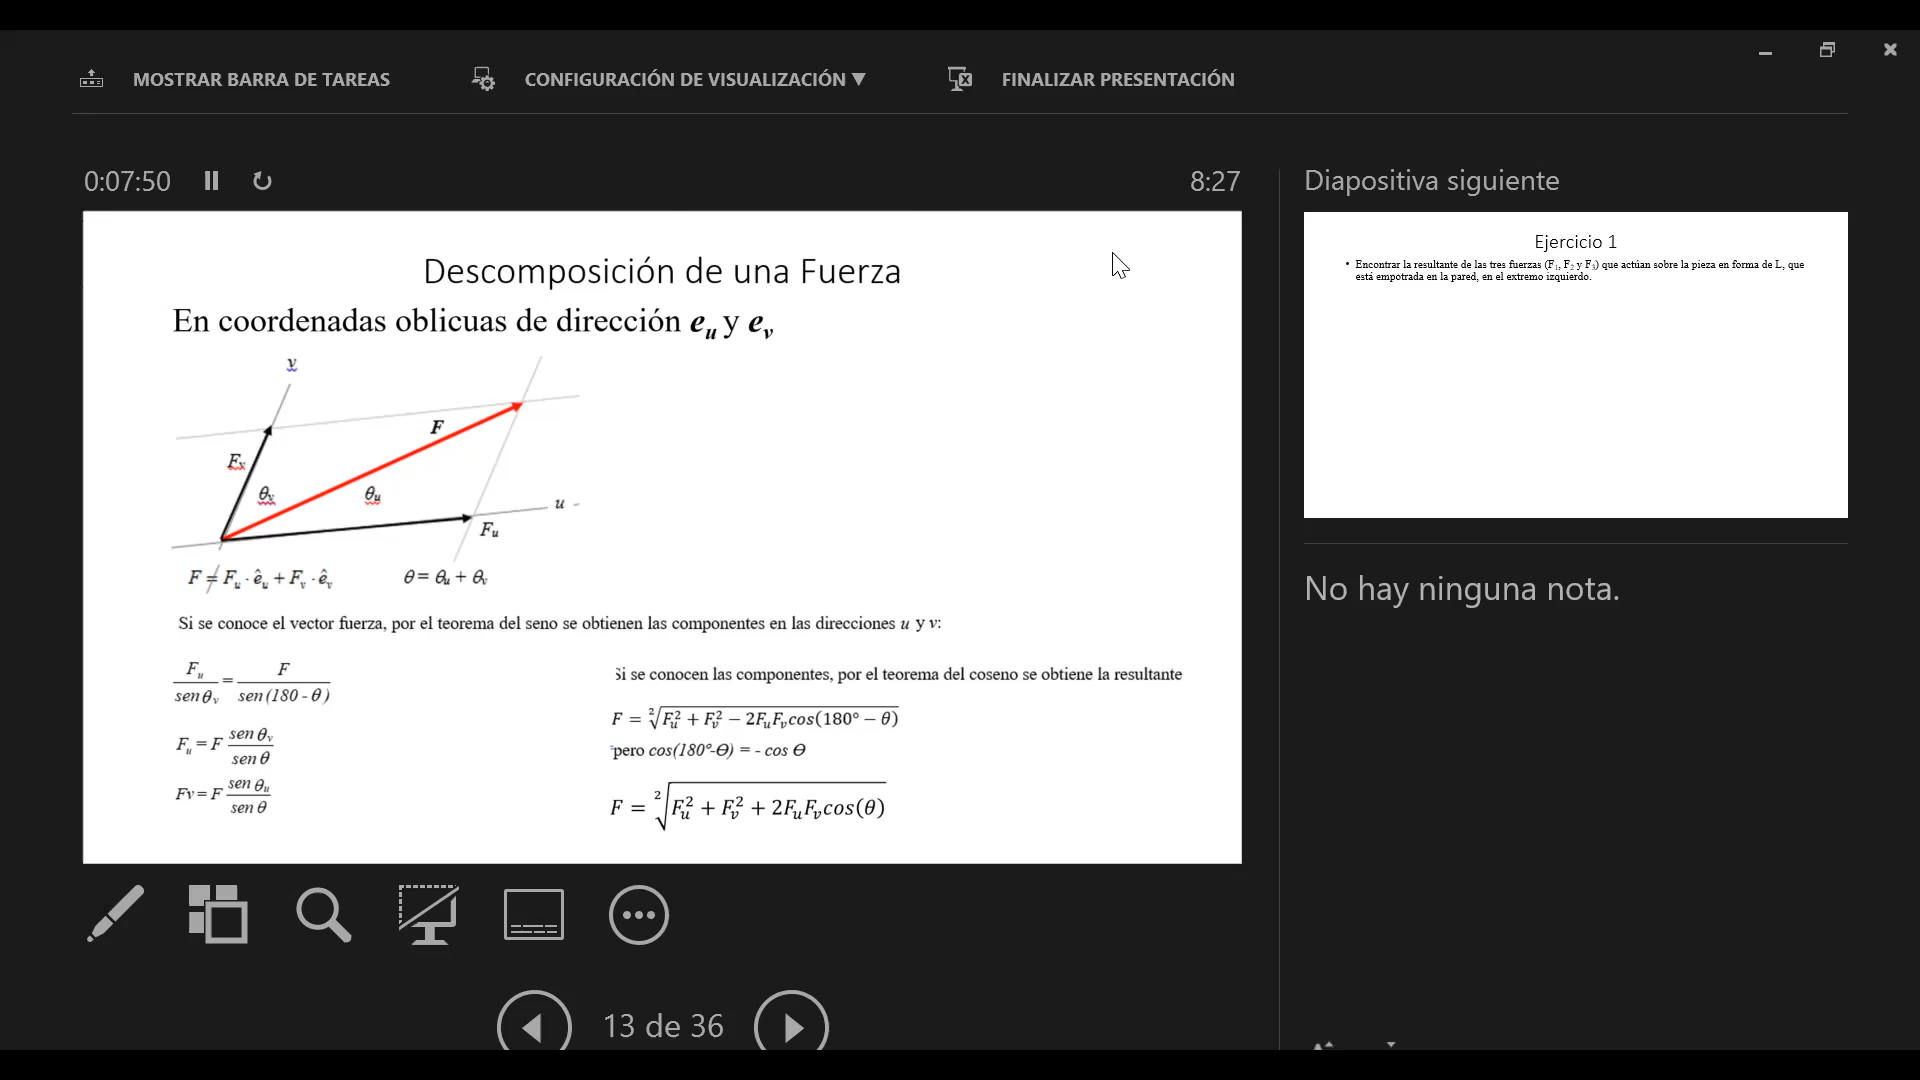 MOSTRAR BARRA DE TAREAS
CONFIGURACIÓN DE VISUALIZACIÓN ▼
FINALIZAR PRESENTACIÓN
0:07:50
8:27
Descomposición de una Fuerza
En coordenadas oblicuas de dirección e_u y e_v
v
F
F_v
θ_v
θ_u
u
F_u
F = F_u · ê_u + F_v · ê_v
θ = θ_u + θ_v
Si se conoce el vector fuerza, por el teorema del seno se obtienen las componentes en las direcciones u y v:
F_u / sen θ_v = F / sen (180 - θ)
F_u = F sen θ_v / sen θ
Fv = F sen θ_u / sen θ
Si se conocen las componentes, por el teorema del coseno se obtiene la resultante
F = ²√(F_u² + F_v² − 2F_uF_vcos(180° − θ))
pero cos(180°-Ө) = - cos Ө
F = ²√(F_u² + F_v² + 2F_uF_vcos(θ))
13 de 36
Diapositiva siguiente
Ejercicio 1
• Encontrar la resultante de las tres fuerzas (F₁, F₂ y F₃) que actúan sobre la pieza en forma de L, que
está empotrada en la pared, en el extremo izquierdo.
No hay ninguna nota.